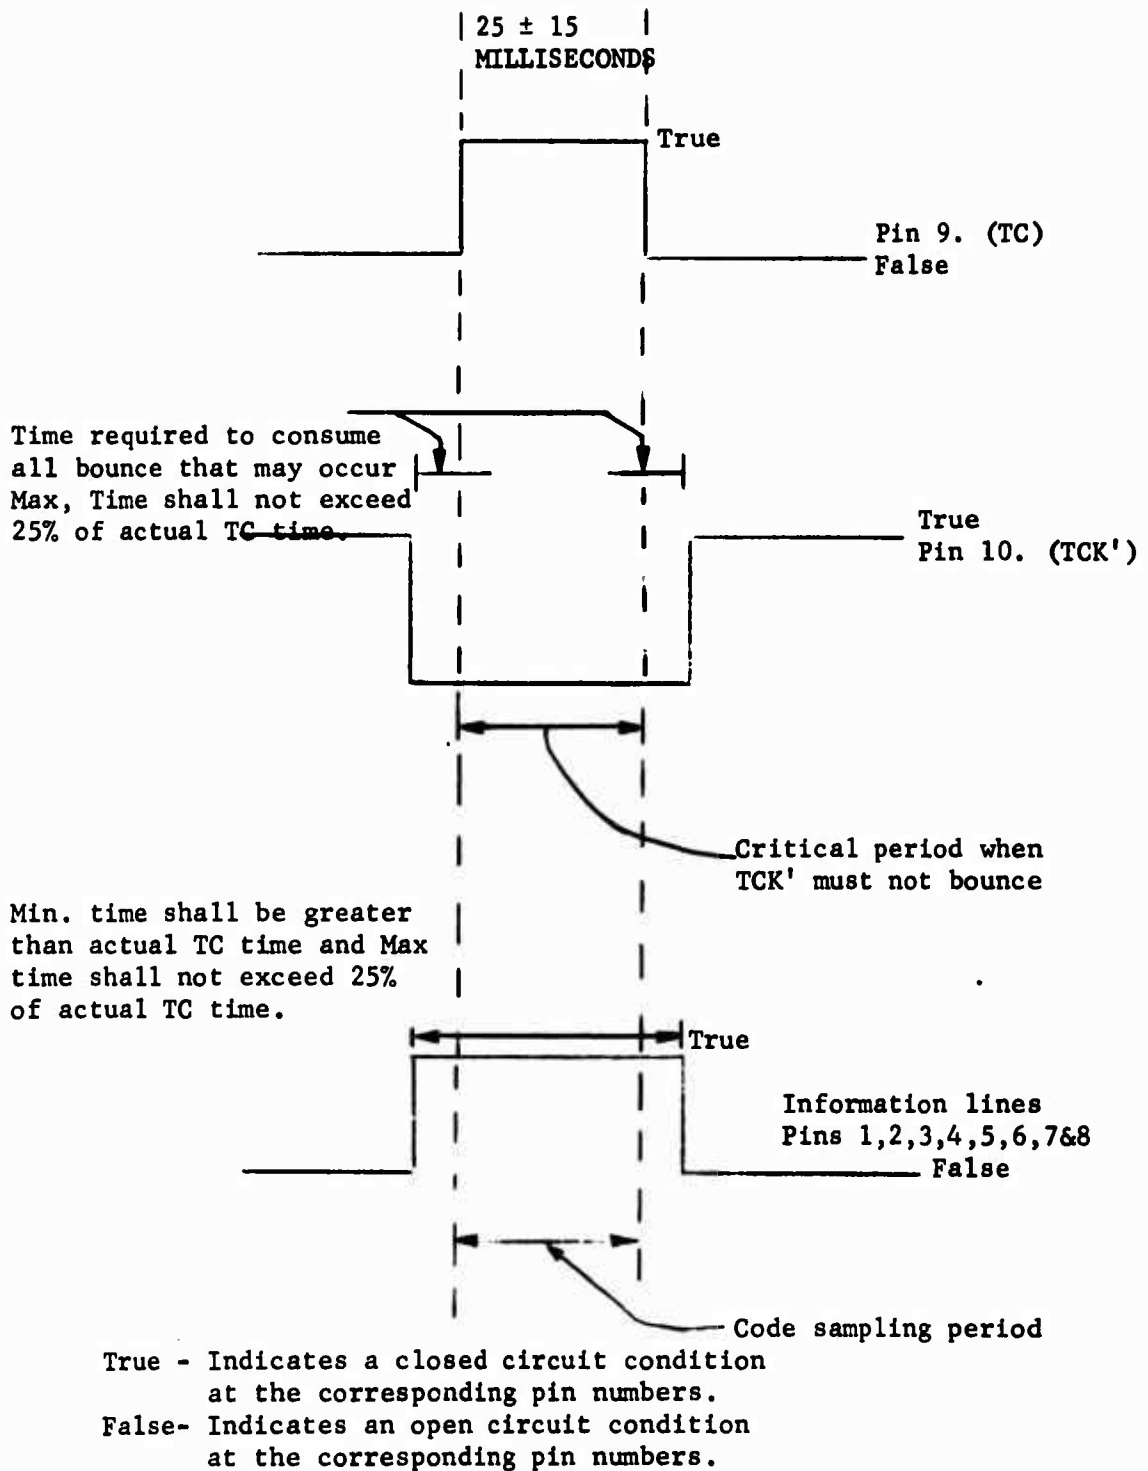 25 ± 15
MILLISECONDS
True
Pin 9. (TC)
False
Time required to consume
all bounce that may occur
Max, Time shall not exceed
25% of actual TC time.
True
Pin 10. (TCK')
Critical period when
TCK' must not bounce
Min. time shall be greater
than actual TC time and Max
time shall not exceed 25%
of actual TC time.
True
Information lines
Pins 1,2,3,4,5,6,7&8
False
Code sampling period
True - Indicates a closed circuit condition
at the corresponding pin numbers.
False- Indicates an open circuit condition
at the corresponding pin numbers.